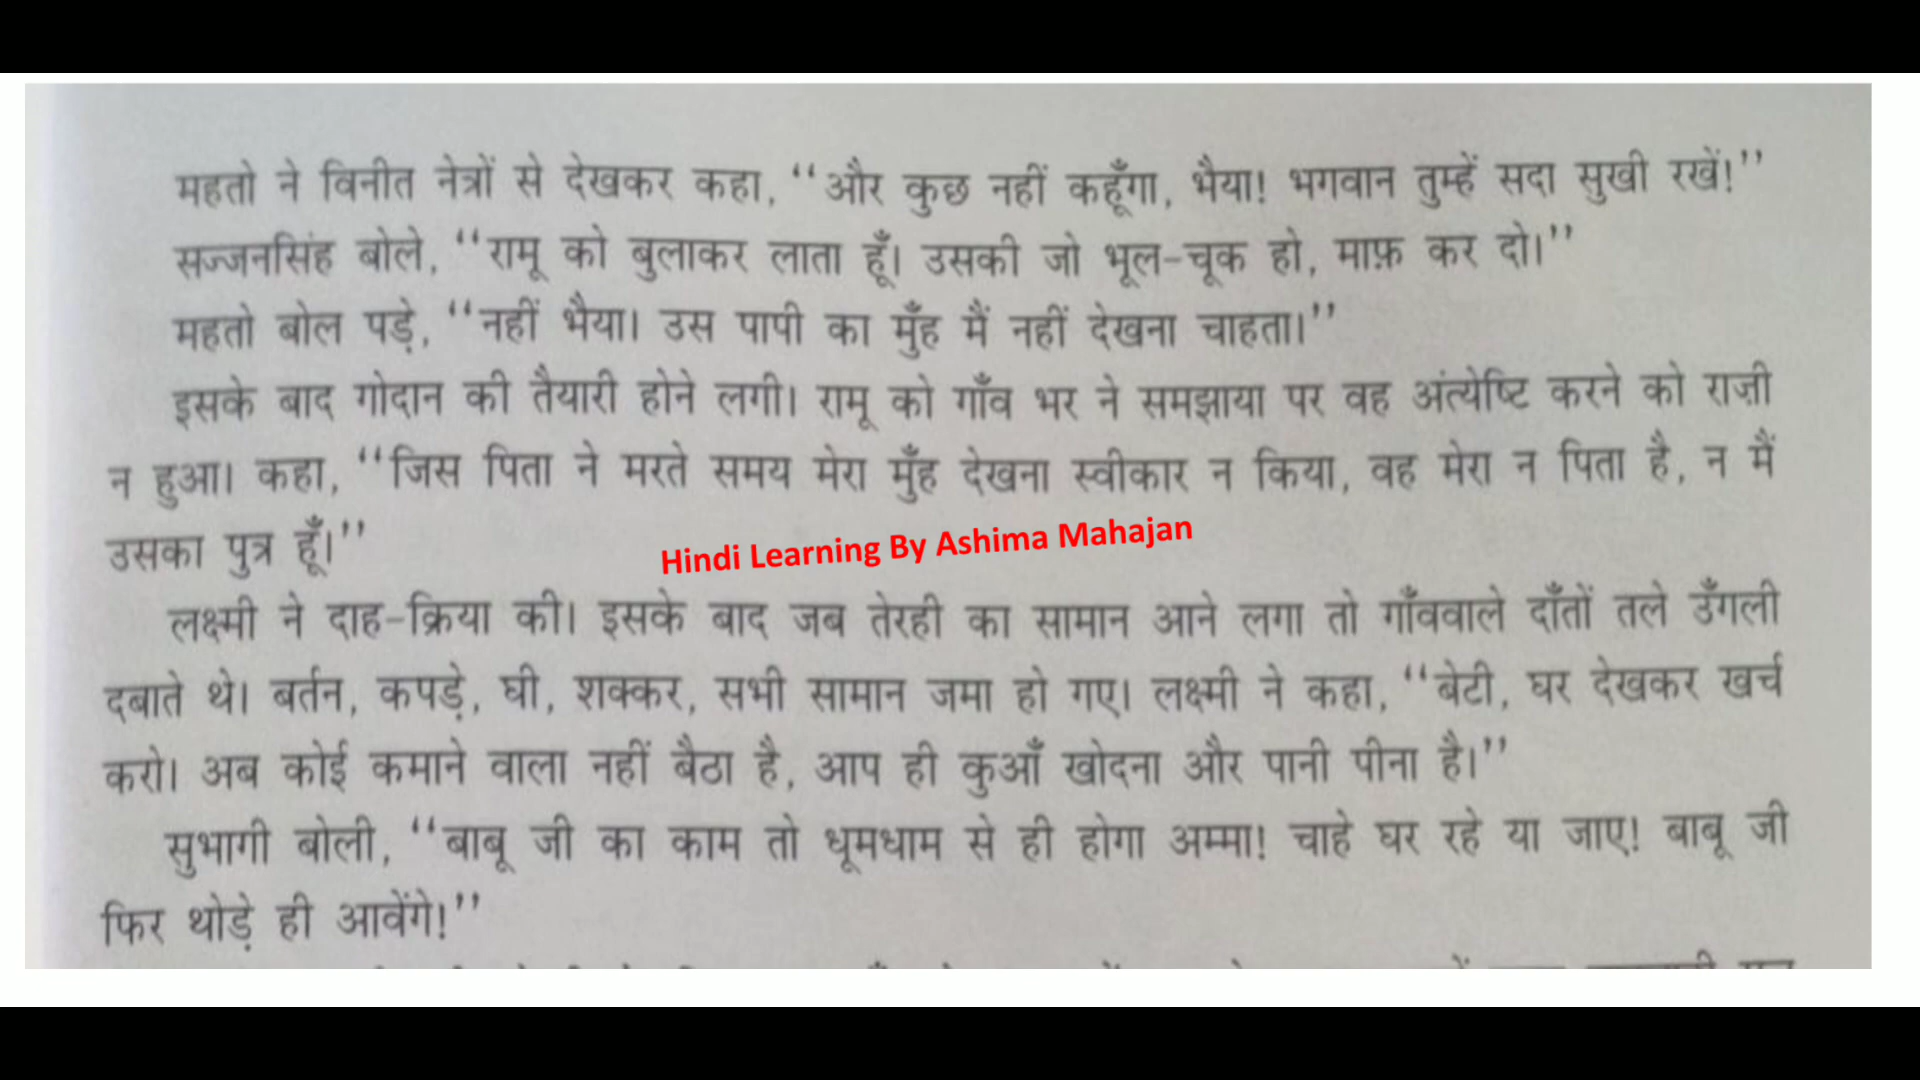 महतो ने विनीत नेत्रों से देखकर कहा, ‘‘और कुछ नहीं कहूँगा, भैया! भगवान तुम्हें सदा सुखी रखें!’’
सज्जनसिंह बोले, ‘‘रामू को बुलाकर लाता हूँ। उसकी जो भूल-चूक हो, माफ़ कर दो।’’
महतो बोल पड़े, ‘‘नहीं भैया। उस पापी का मुँह मैं नहीं देखना चाहता।’’
इसके बाद गोदान की तैयारी होने लगी। रामू को गाँव भर ने समझाया पर वह अंत्येष्टि करने को राज़ी
न हुआ। कहा, ‘‘जिस पिता ने मरते समय मेरा मुँह देखना स्वीकार न किया, वह मेरा न पिता है, न मैं
उसका पुत्र हूँ।’’
Hindi Learning By Ashima Mahajan
लक्ष्मी ने दाह-क्रिया की। इसके बाद जब तेरही का सामान आने लगा तो गाँववाले दाँतों तले उँगली
दबाते थे। बर्तन, कपड़े, घी, शक्कर, सभी सामान जमा हो गए। लक्ष्मी ने कहा, ‘‘बेटी, घर देखकर खर्च
करो। अब कोई कमाने वाला नहीं बैठा है, आप ही कुआँ खोदना और पानी पीना है।’’
सुभागी बोली, ‘‘बाबू जी का काम तो धूमधाम से ही होगा अम्मा! चाहे घर रहे या जाए! बाबू जी
फिर थोड़े ही आवेंगे!’’